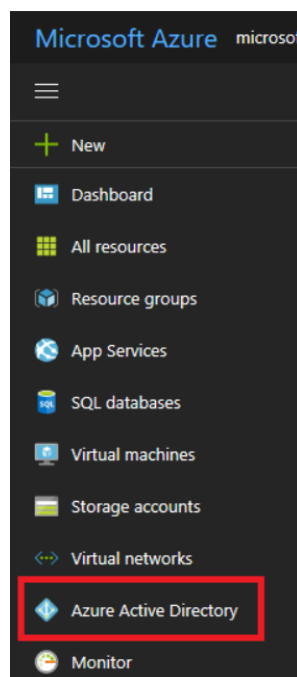 Microsoft Azure microsof
New
Dashboard
All resources
Resource groups
App Services
SQL databases
Virtual machines
Storage accounts
Virtual networks
Azure Active Directory
Monitor